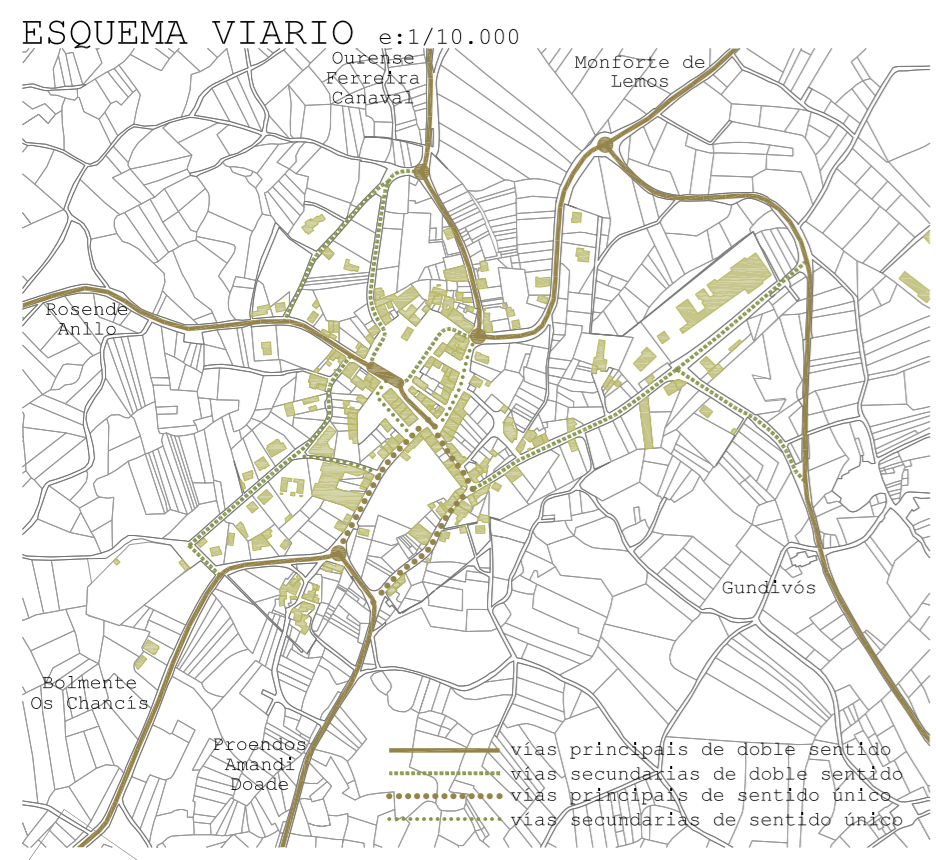 ESQUEMA VIARIO e:1/10.000
Ourense
Ferreira
Canaval
Monforte de
Lemos
Rosende
Anllo
Gundivós
Bolmente
Os Chancís
Proendos
Amandi
Doade
vías principais de doble sentido
vías secundarias de doble sentido
vías principais de sentido único
vías secundarias de sentido único